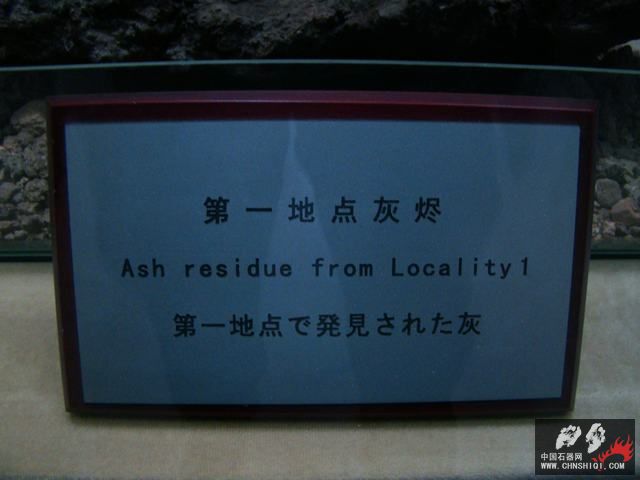 第一地点灰烬
Ash residue from Locality1
第一地点で発見された灰
中国石器网
WWW.CHNSHIQI.COM